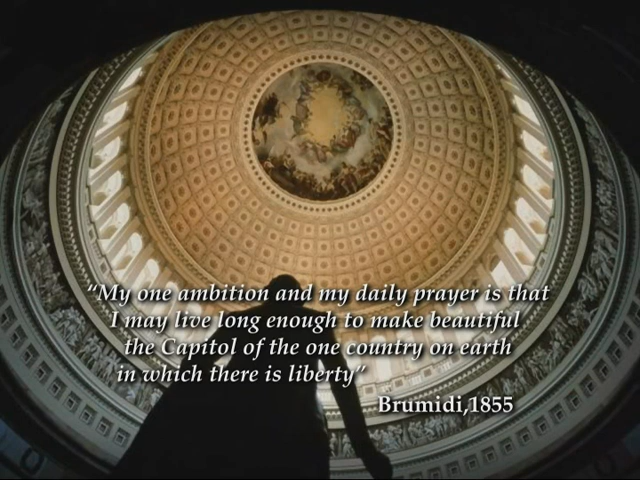 “My one ambition and my daily prayer is that
I may live long enough to make beautiful
the Capitol of the one country on earth
in which there is liberty”
Brumidi,1855